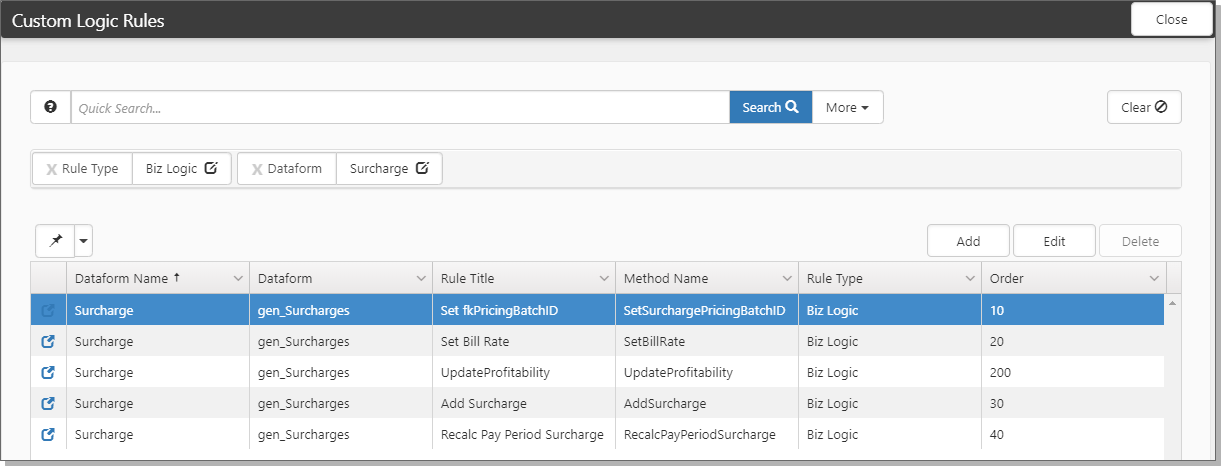 Custom Logic Rules Close
Quick Search... Search More Clear
X Rule Type Biz Logic X Dataform Surcharge
Add Edit Delete
Dataform Name Dataform Rule Title Method Name Rule Type Order
Surcharge gen_Surcharges Set fkPricingBatchID SetSurchargePricingBatchID Biz Logic 10
Surcharge gen_Surcharges Set Bill Rate SetBillRate Biz Logic 20
Surcharge gen_Surcharges UpdateProfitability UpdateProfitability Biz Logic 200
Surcharge gen_Surcharges Add Surcharge AddSurcharge Biz Logic 30
Surcharge gen_Surcharges Recalc Pay Period Surcharge RecalcPayPeriodSurcharge Biz Logic 40